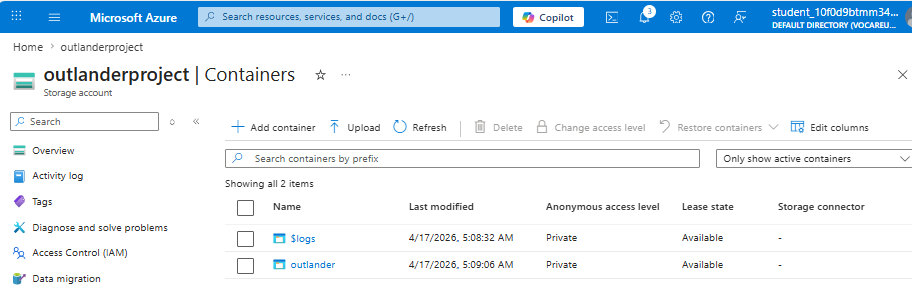 Microsoft Azure
Search resources, services, and docs (G+/)
Copilot
3
student_10f0d9btmm34...
DEFAULT DIRECTORY (VOCAREU...
Home > outlanderproject
outlanderproject | Containers
Storage account
Search
Overview
Activity log
Tags
Diagnose and solve problems
Access Control (IAM)
Data migration
Add container Upload Refresh Delete Change access level Restore containers Edit columns
Search containers by prefix
Only show active containers
Showing all 2 items
Name Last modified Anonymous access level Lease state Storage connector
$logs 4/17/2026, 5:08:32 AM Private Available -
outlander 4/17/2026, 5:09:06 AM Private Available -